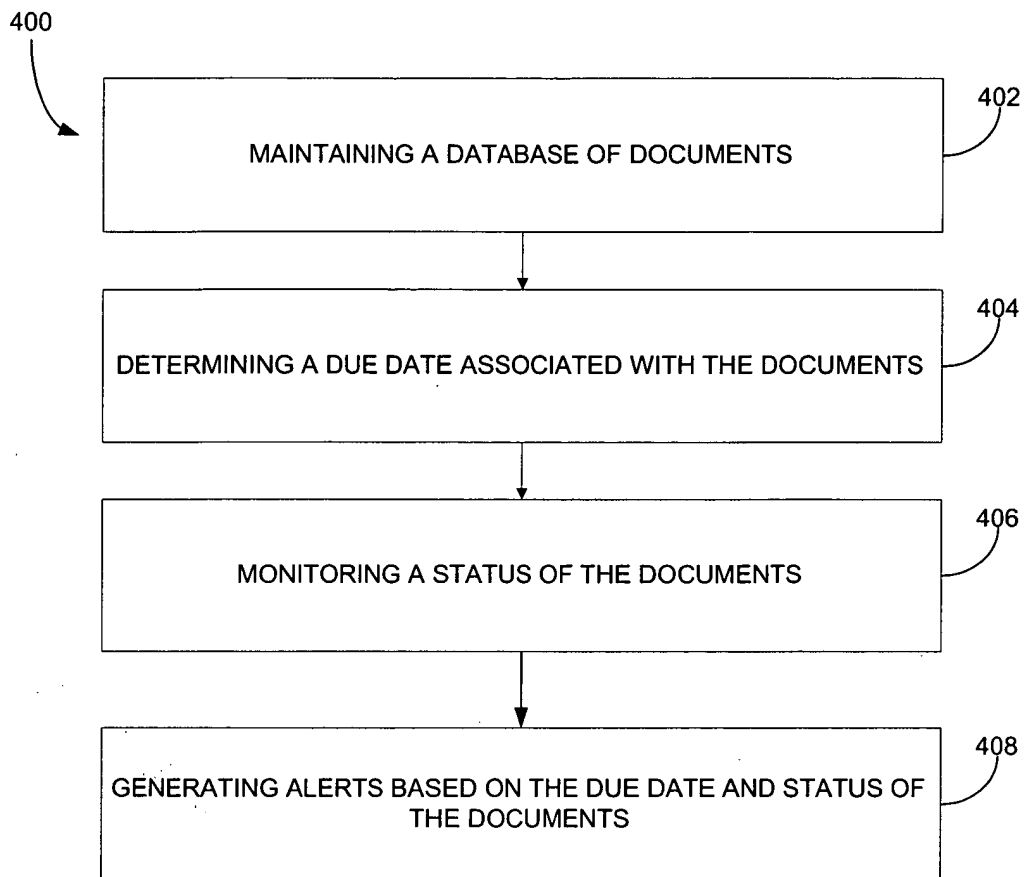 400
402
MAINTAINING A DATABASE OF DOCUMENTS
404
DETERMINING A DUE DATE ASSOCIATED WITH THE DOCUMENTS
406
MONITORING A STATUS OF THE DOCUMENTS
408
GENERATING ALERTS BASED ON THE DUE DATE AND STATUS OF
THE DOCUMENTS